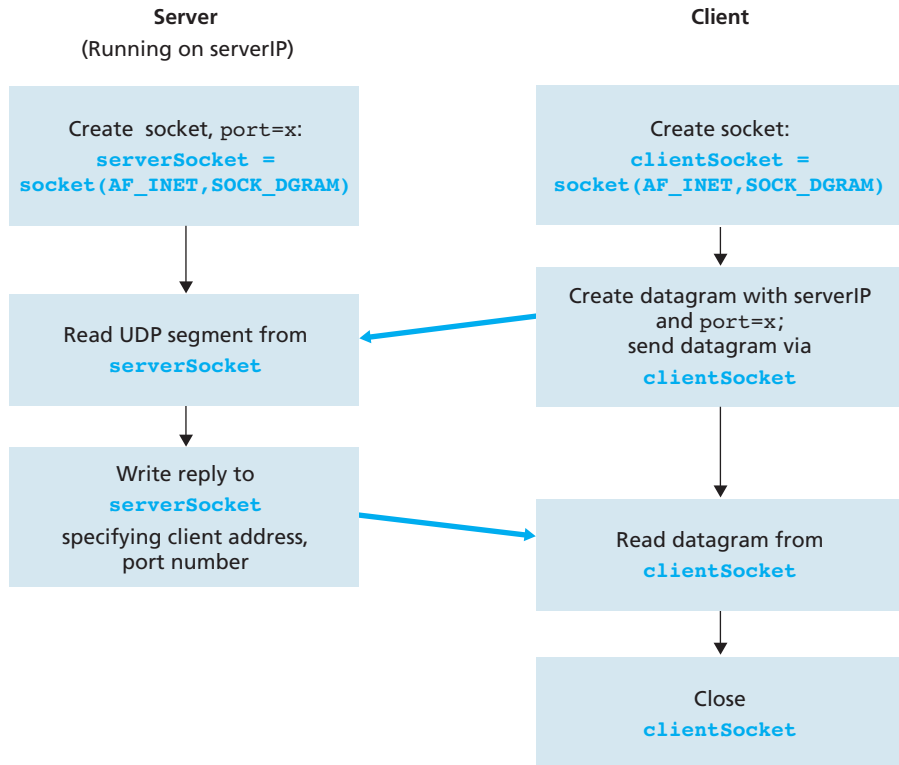 Server
(Running on serverIP)
Create socket, port=x:
serverSocket =
socket(AF_INET,SOCK_DGRAM)
Read UDP segment from
serverSocket
Write reply to
serverSocket
specifying client address,
port number
Client
Create socket:
clientSocket =
socket(AF_INET,SOCK_DGRAM)
Create datagram with serverIP
and port=x;
send datagram via
clientSocket
Read datagram from
clientSocket
Close
clientSocket